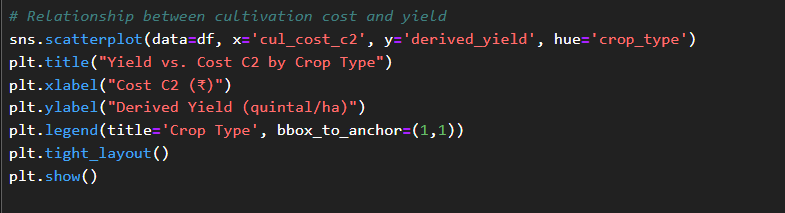 # Relationship between cultivation cost and yield
sns.scatterplot(data=df, x='cul_cost_c2', y='derived_yield', hue='crop_type')
plt.title("Yield vs. Cost C2 by Crop Type")
plt.xlabel("Cost C2 (₹)")
plt.ylabel("Derived Yield (quintal/ha)")
plt.legend(title='Crop Type', bbox_to_anchor=(1,1))
plt.tight_layout()
plt.show()